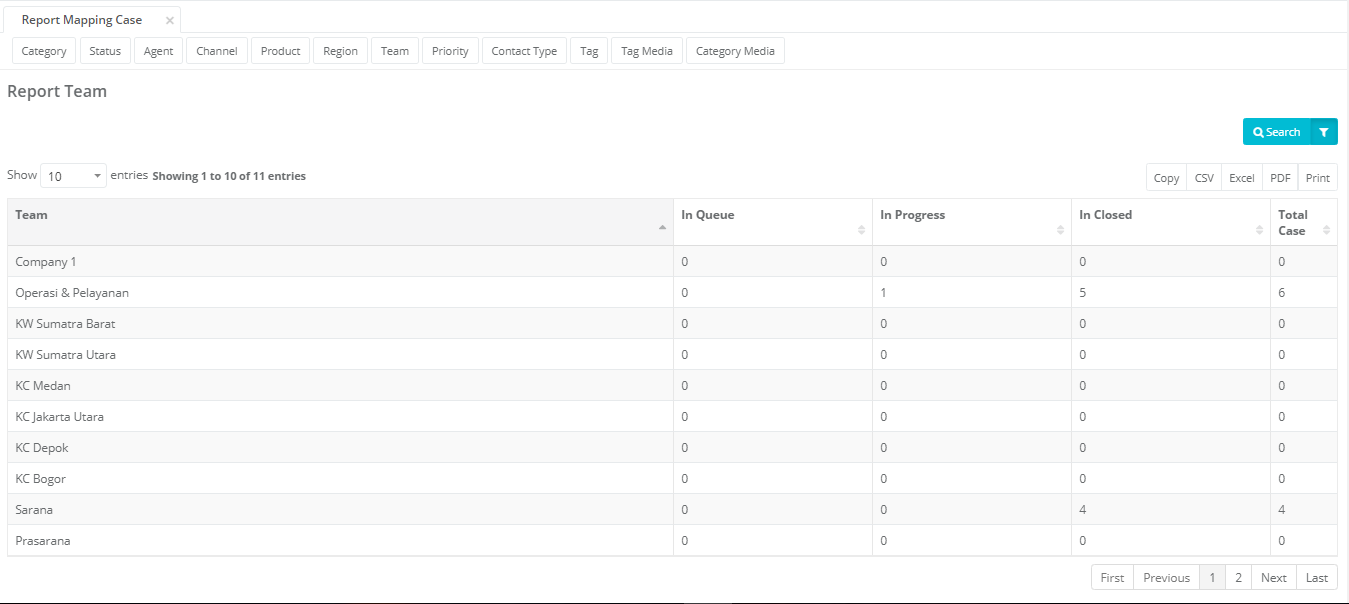 Report Mapping Case ×
Category Status Agent Channel Product Region Team Priority Contact Type Tag Tag Media Category Media
Report Team
Search
Show 10 entries Showing 1 to 10 of 11 entries Copy CSV Excel PDF Print
Team In Queue In Progress In Closed Total Case
Company 1 0 0 0 0
Operasi & Pelayanan 0 1 5 6
KW Sumatra Barat 0 0 0 0
KW Sumatra Utara 0 0 0 0
KC Medan 0 0 0 0
KC Jakarta Utara 0 0 0 0
KC Depok 0 0 0 0
KC Bogor 0 0 0 0
Sarana 0 0 4 4
Prasarana 0 0 0 0
First Previous 1 2 Next Last